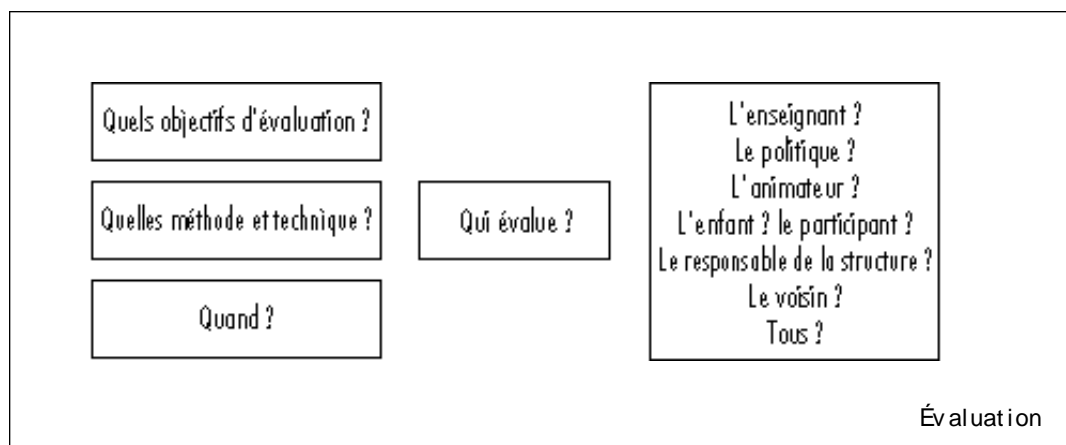 Quels objectifs d'évaluation ?
Quelles méthode et technique ?
Quand ?
Qui évalue ?
L'enseignant ?
Le politique ?
L'animateur ?
L'enfant ? le participant ?
Le responsable de la structure ?
Le voisin ?
Tous ?
Évaluation